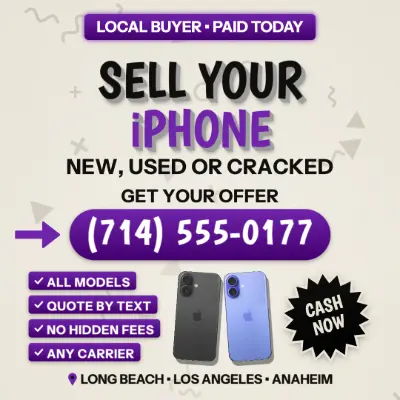 LOCAL BUYER • PAID TODAY
SELL YOUR
iPHONE
NEW, USED OR CRACKED
GET YOUR OFFER
(714) 555-0177
✓ ALL MODELS
✓ QUOTE BY TEXT
✓ NO HIDDEN FEES
✓ ANY CARRIER
CASH
NOW
LONG BEACH • LOS ANGELES • ANAHEIM